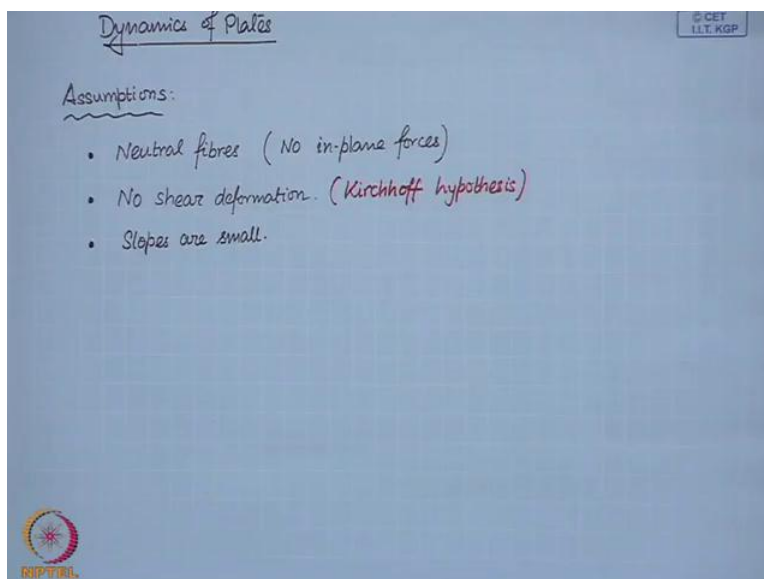 Dynamics of Plates
© CET
I.I.T. KGP
Assumptions:
• Neutral fibres (No in-plane forces)
• No shear deformation. (Kirchhoff hypothesis)
• Slopes are small.
NPTEL